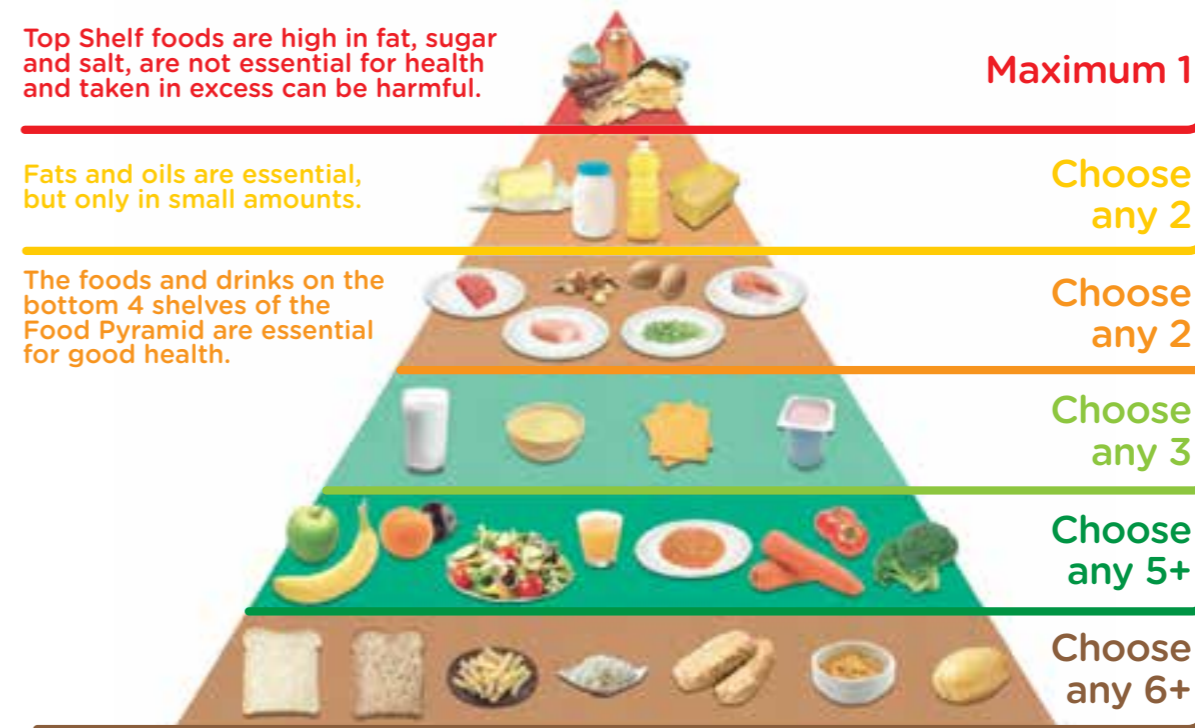 Top Shelf foods are high in fat, sugar
and salt, are not essential for health
and taken in excess can be harmful.
Maximum 1
Fats and oils are essential,
but only in small amounts.
Choose
any 2
The foods and drinks on the
bottom 4 shelves of the
Food Pyramid are essential
for good health.
Choose
any 2
Choose
any 3
Choose
any 5+
Choose
any 6+